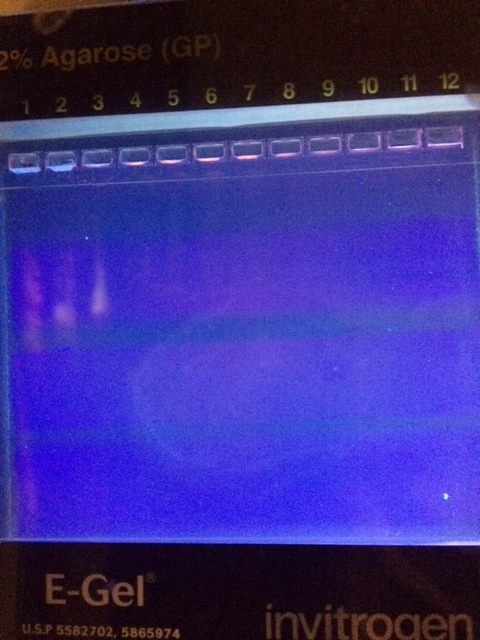 2% Agarose (GP)
1 2 3 4 5 6 7 8 9 10 11 12
E-Gel®
U.S.P 5582702, 5865974
invitrogen